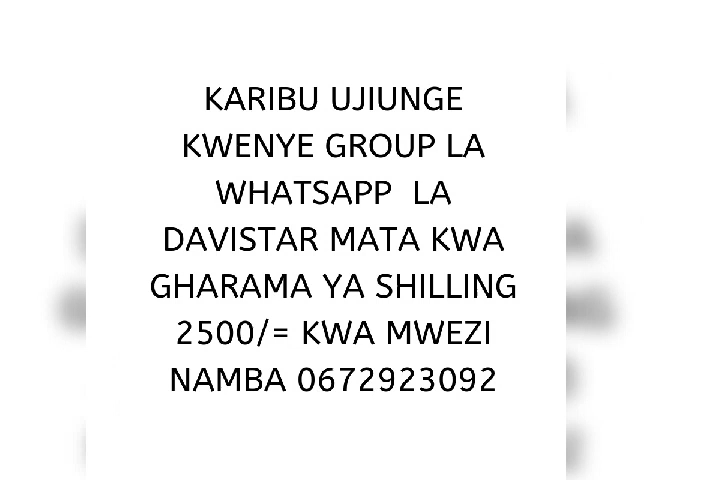 KARIBU UJIUNGE
KWENYE GROUP LA
WHATSAPP LA
DAVISTAR MATA KWA
GHARAMA YA SHILLING
2500/= KWA MWEZI
NAMBA 0672923092